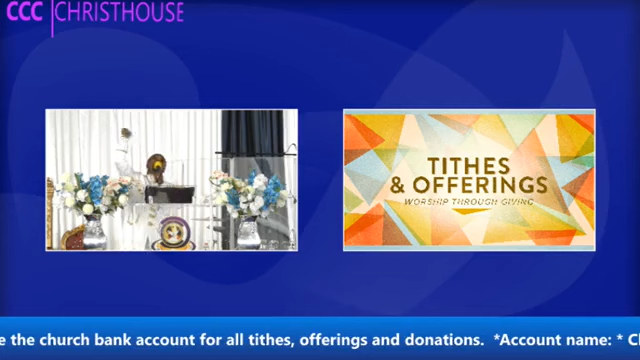 CCC CHRISTHOUSE
TITHES
& OFFERINGS
WORSHIP THROUGH GIVING
the church bank account for all tithes, offerings and donations. *Account name: *